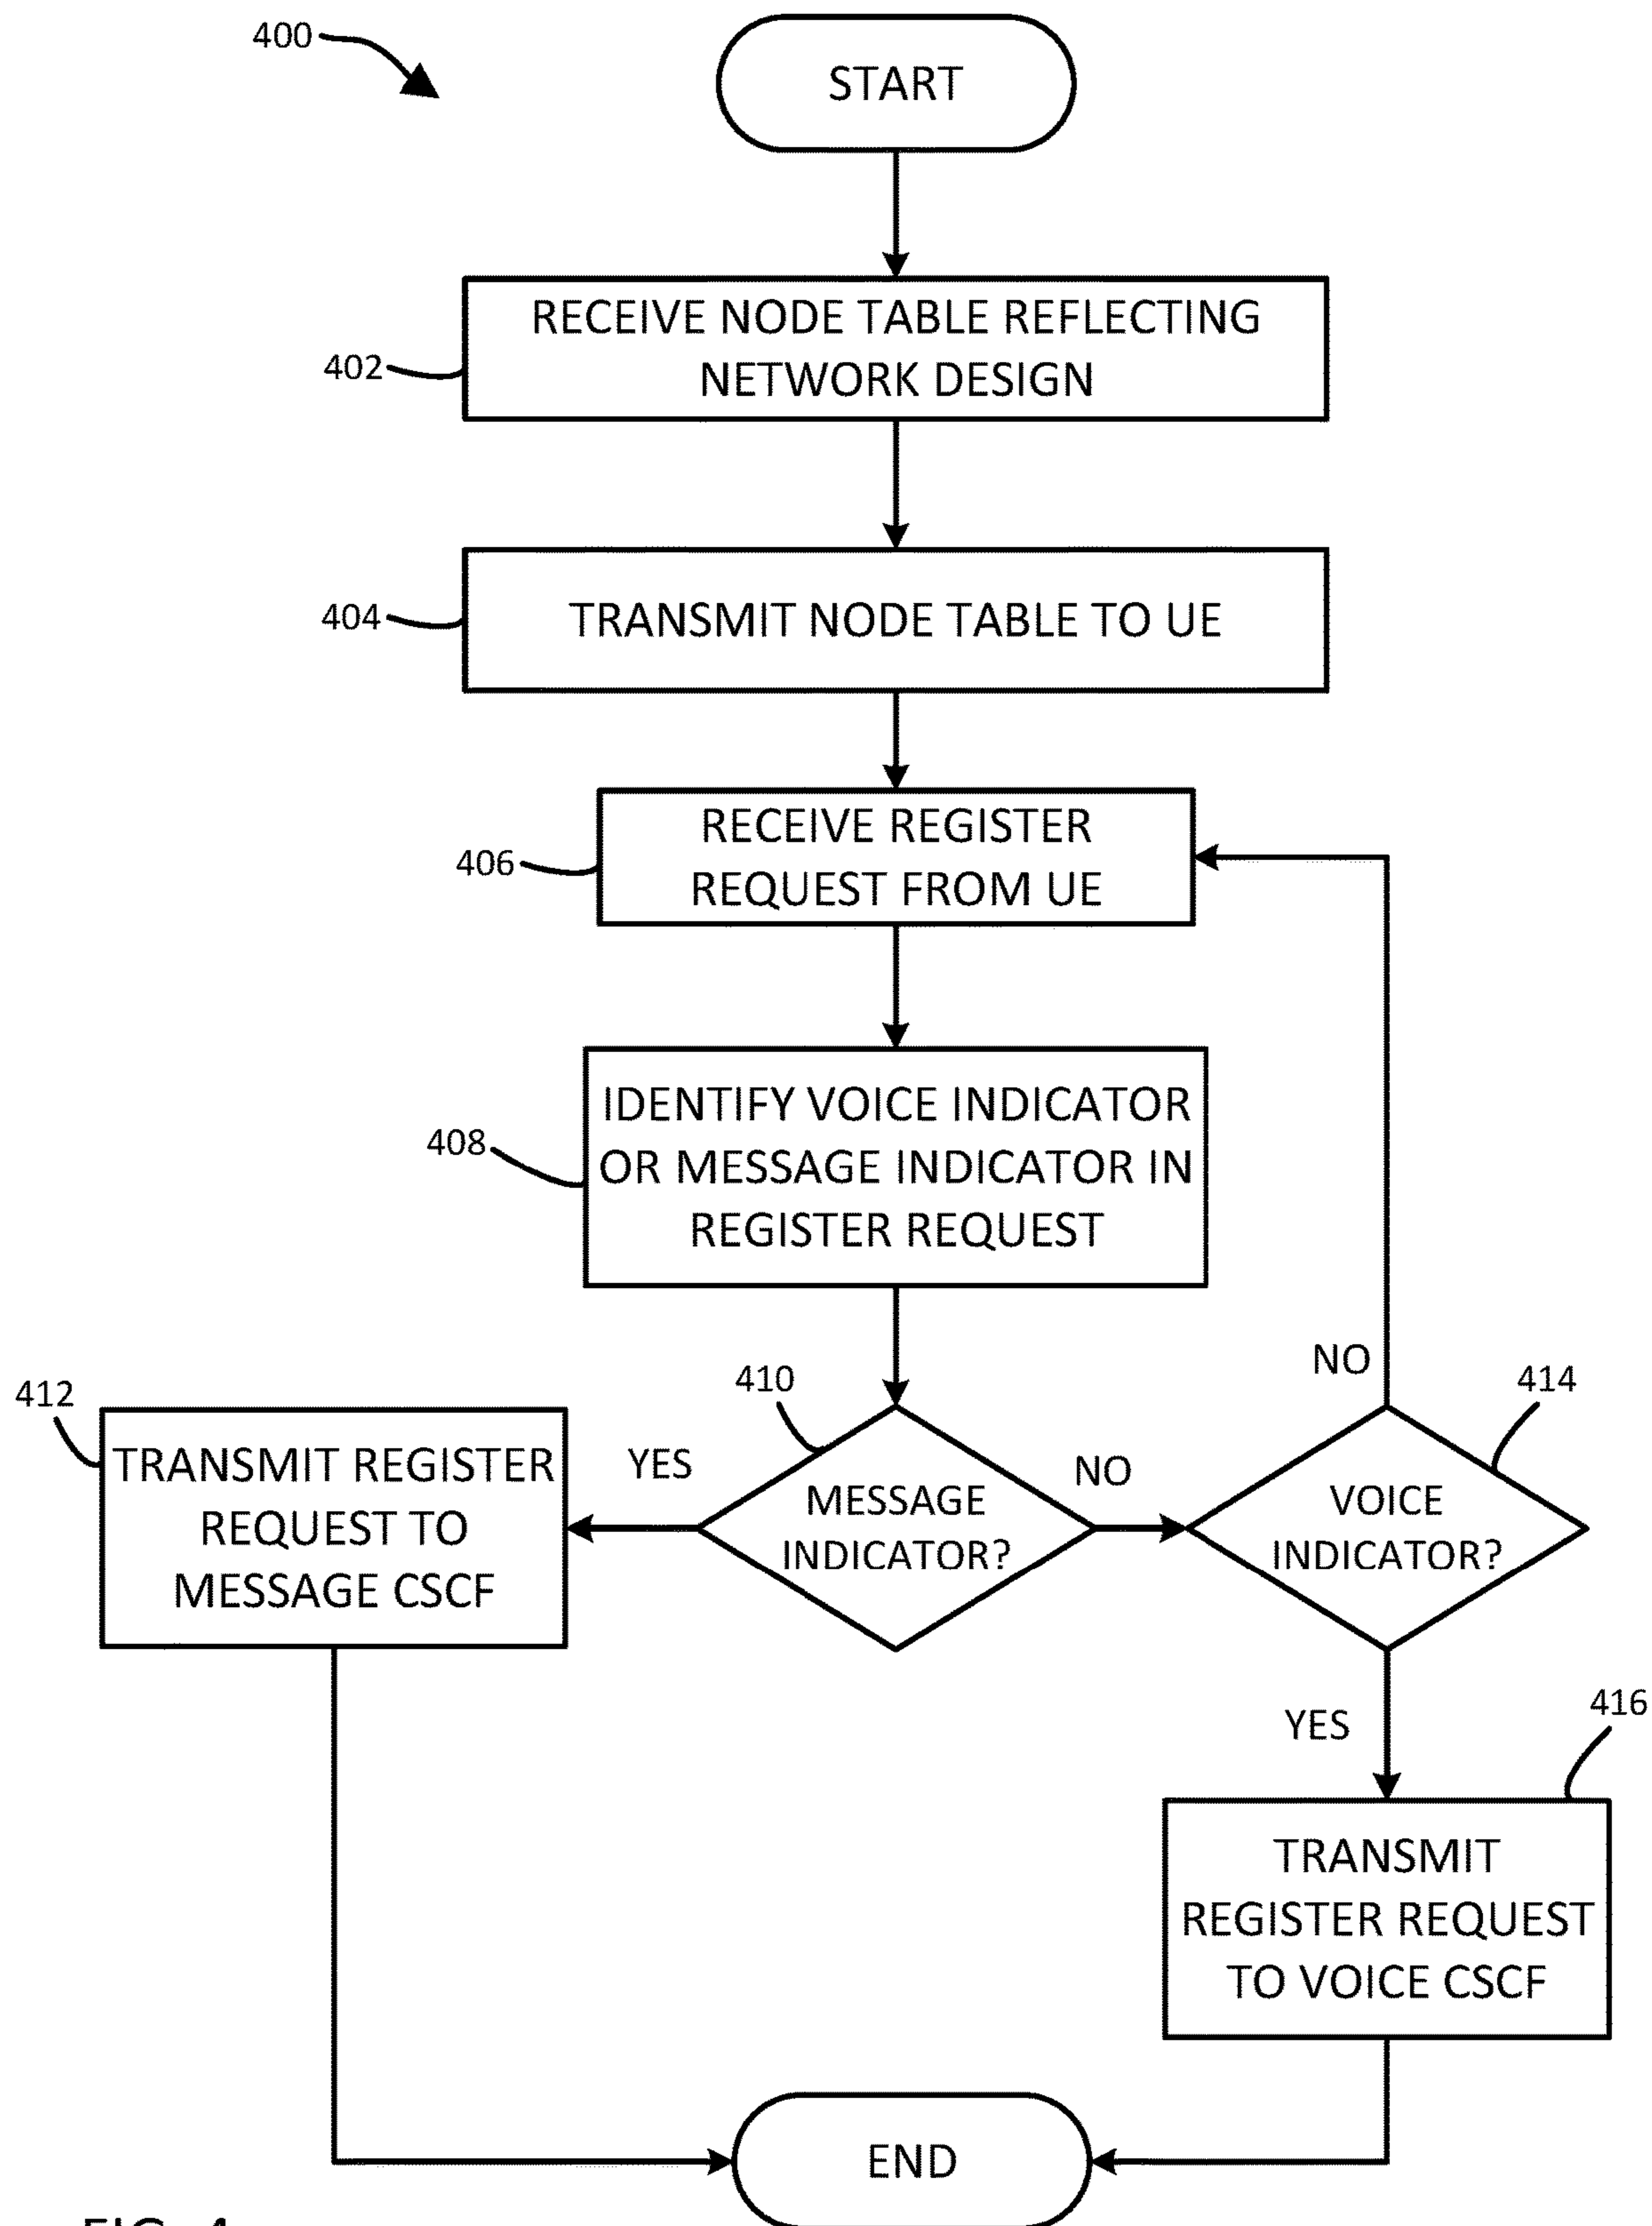 400
START
RECEIVE NODE TABLE REFLECTING
NETWORK DESIGN
402
TRANSMIT NODE TABLE TO UE
404
RECEIVE REGISTER
REQUEST FROM UE
406
IDENTIFY VOICE INDICATOR
OR MESSAGE INDICATOR IN
REGISTER REQUEST
408
412
TRANSMIT REGISTER
REQUEST TO
MESSAGE CSCF
YES
410
MESSAGE
INDICATOR?
NO
NO
414
VOICE
INDICATOR?
YES
416
TRANSMIT
REGISTER REQUEST
TO VOICE CSCF
END
FIG. 4